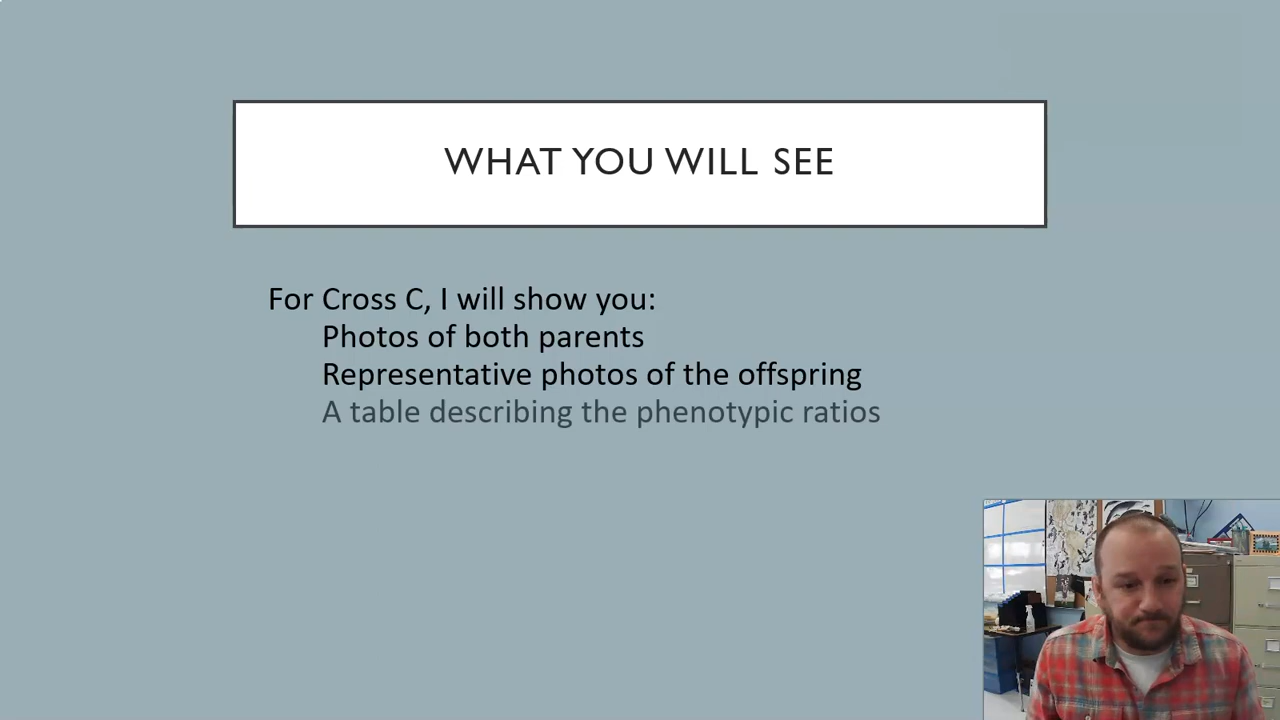 WHAT YOU WILL SEE
For Cross C, I will show you:
Photos of both parents
Representative photos of the offspring
A table describing the phenotypic ratios